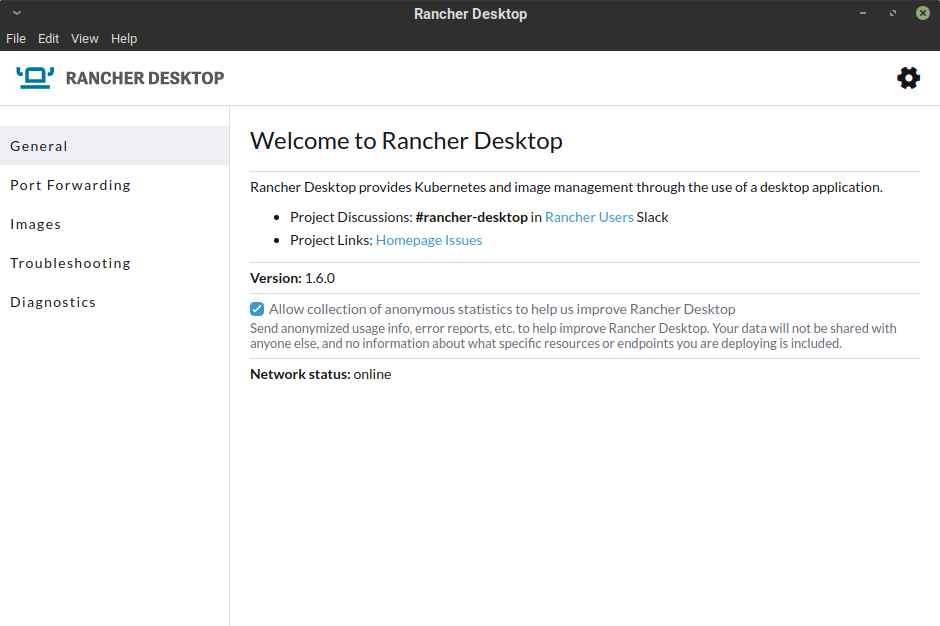 Rancher Desktop
File Edit View Help
RANCHER DESKTOP
General
Port Forwarding
Images
Troubleshooting
Diagnostics
Welcome to Rancher Desktop
Rancher Desktop provides Kubernetes and image management through the use of a desktop application.
• Project Discussions: #rancher-desktop in Rancher Users Slack
• Project Links: Homepage Issues
Version: 1.6.0
Allow collection of anonymous statistics to help us improve Rancher Desktop
Send anonymized usage info, error reports, etc. to help improve Rancher Desktop. Your data will not be shared with
anyone else, and no information about what specific resources or endpoints you are deploying is included.
Network status: online